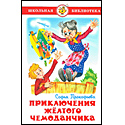 ШКОЛЬНАЯ БИБЛИОТЕКА
Софья Прокофьева
ПРИКЛЮЧЕНИЯ
ЖЁЛТОГО
ЧЕМОДАНЧИКА